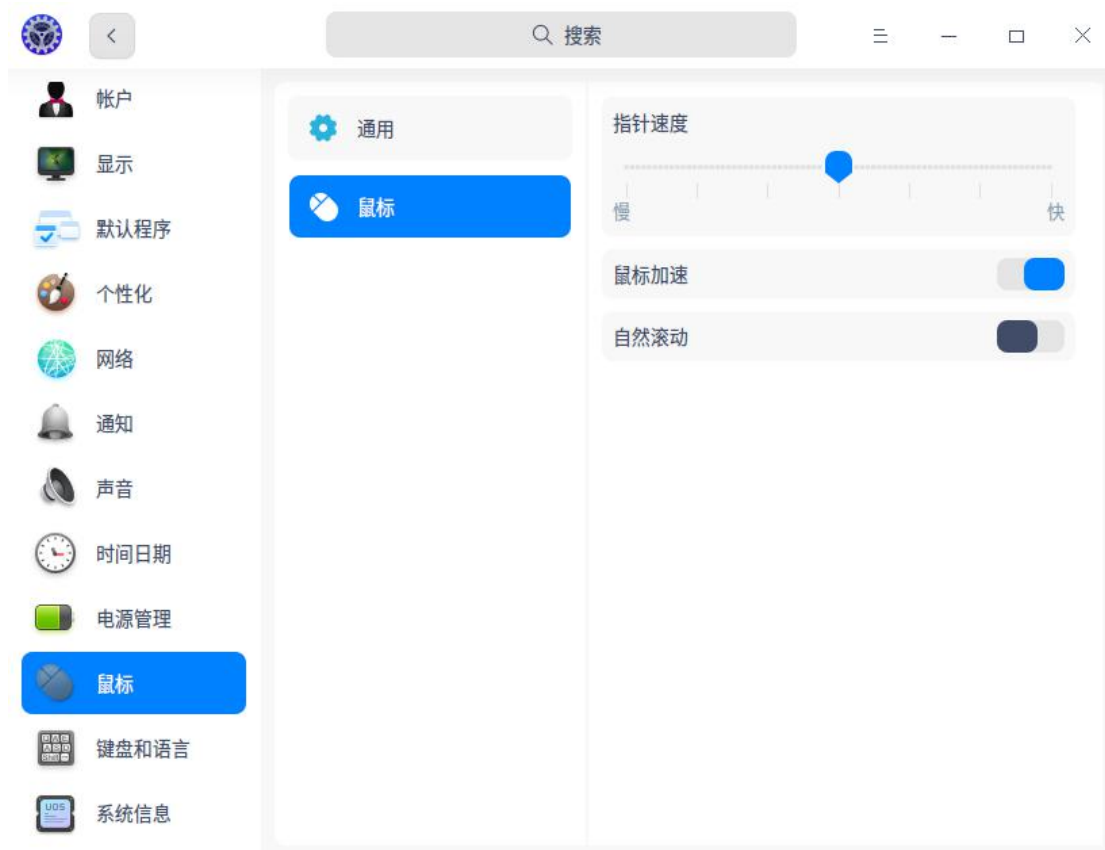 搜索
帐户
显示
默认程序
个性化
网络
通知
声音
时间日期
电源管理
鼠标
键盘和语言
UOS
系统信息
通用
鼠标
指针速度
慢
快
鼠标加速
自然滚动